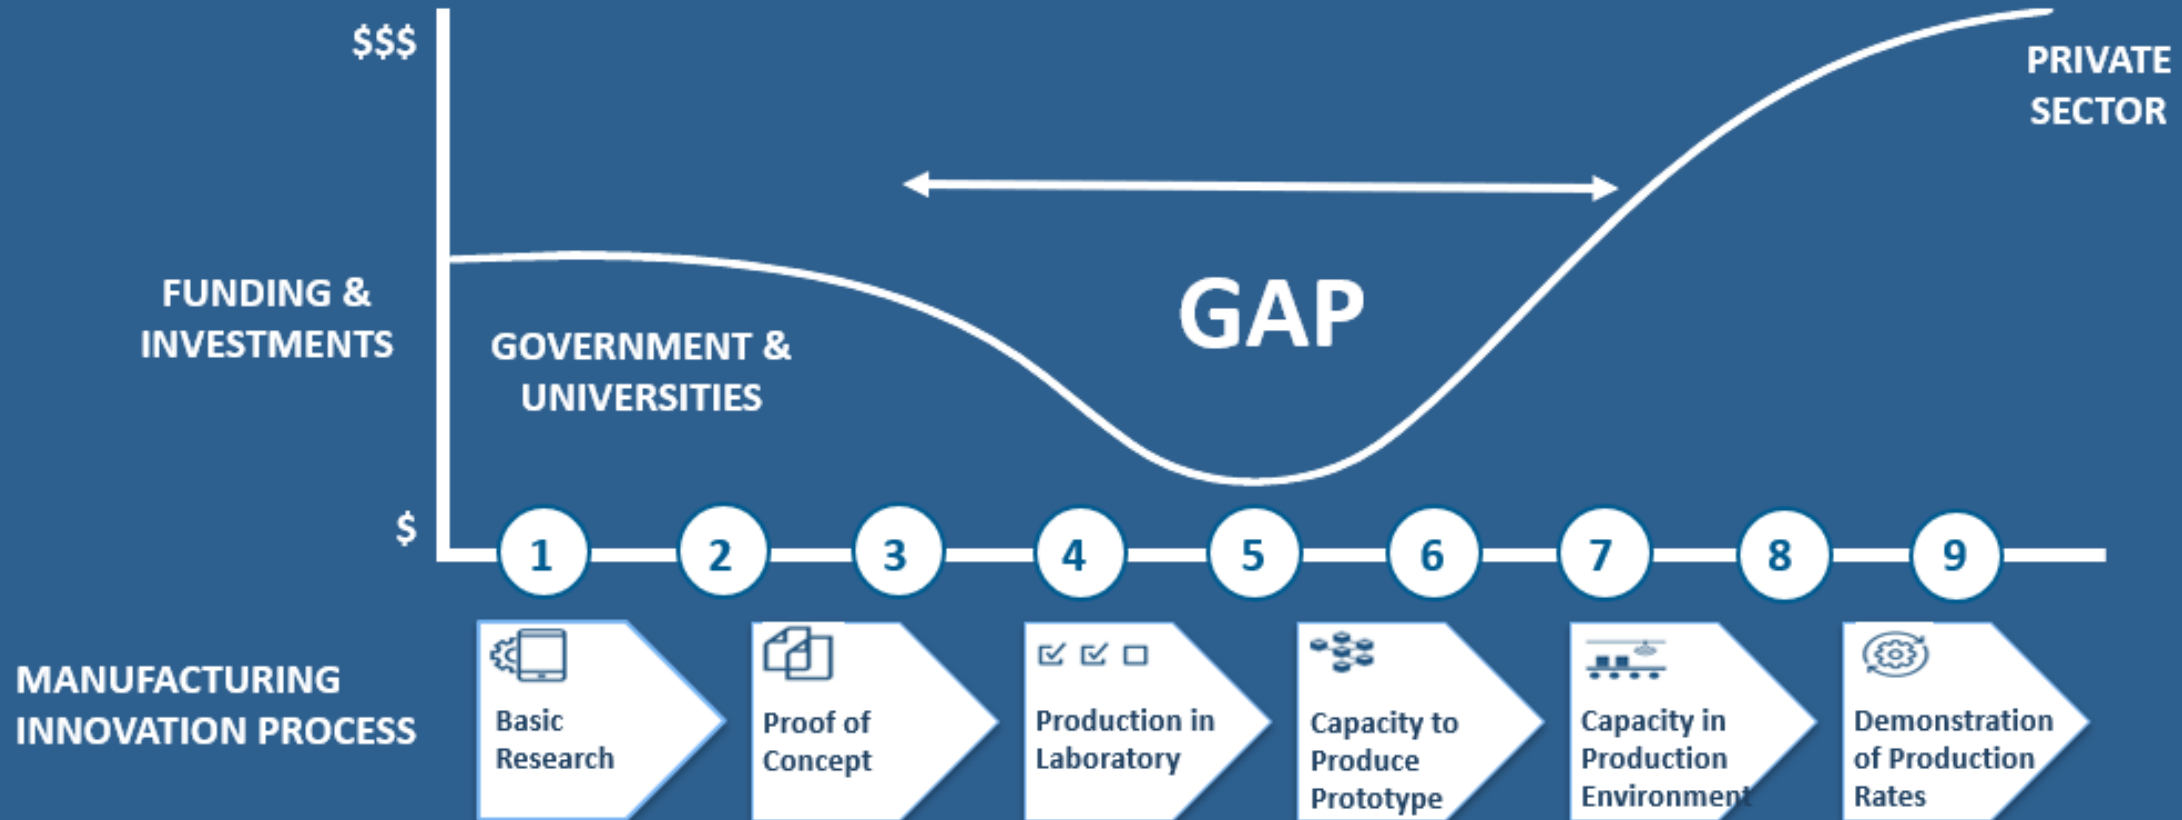 $$$
PRIVATE
SECTOR
FUNDING &
INVESTMENTS
GAP
GOVERNMENT &
UNIVERSITIES
$
1 2 3 4 5 6 7 8 9
MANUFACTURING
INNOVATION PROCESS
Basic
Research
Proof of
Concept
Production in
Laboratory
Capacity to
Produce
Prototype
Capacity in
Production
Environment
Demonstration
of Production
Rates